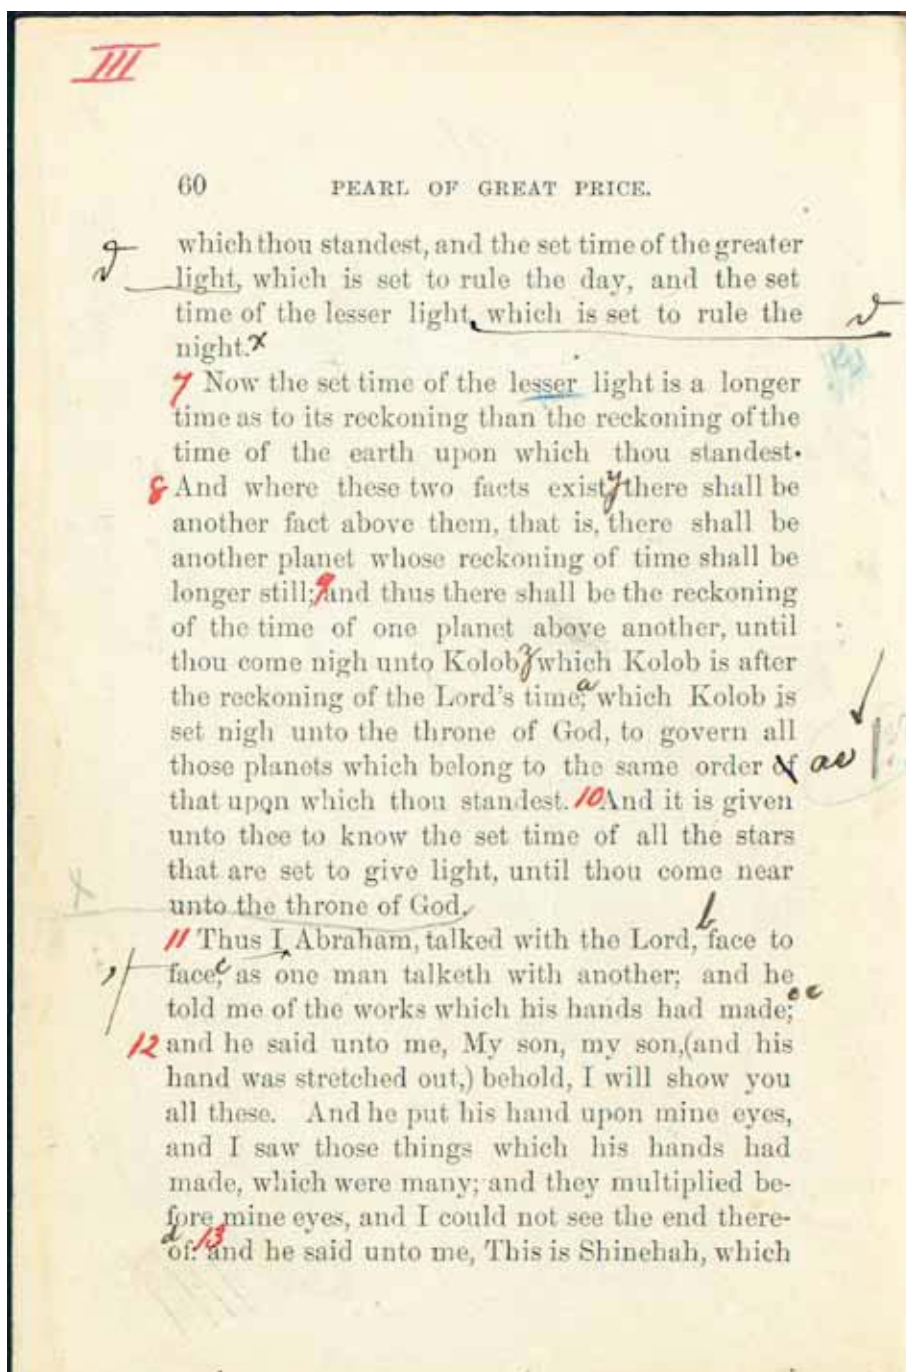 III
60 PEARL OF GREAT PRICE.
which thou standest, and the set time of the greater
light, which is set to rule the day, and the set
time of the lesser light, which is set to rule the
night.x
7 Now the set time of the lesser light is a longer
time as to its reckoning than the reckoning of the
time of the earth upon which thou standest.
8 And where these two facts exist,y there shall be
another fact above them, that is, there shall be
another planet whose reckoning of time shall be
longer still; 9 and thus there shall be the reckoning
of the time of one planet above another, until
thou come nigh unto Kolob,z which Kolob is after
the reckoning of the Lord's time;a which Kolob is
set nigh unto the throne of God, to govern all
those planets which belong to the same order of as
that upon which thou standest. 10 And it is given
unto thee to know the set time of all the stars
that are set to give light, until thou come near
unto the throne of God.
11 Thus I, Abraham, talked with the Lord,b face to
face,c as one man talketh with another; and he
told me of the works which his hands had made;cc
12 and he said unto me, My son, my son, (and his
hand was stretched out,) behold, I will show you
all these. And he put his hand upon mine eyes,
and I saw those things which his hands had
made, which were many; and they multiplied be-
fore mine eyes, and I could not see the end there-
of:d 13 and he said unto me, This is Shinehah, which